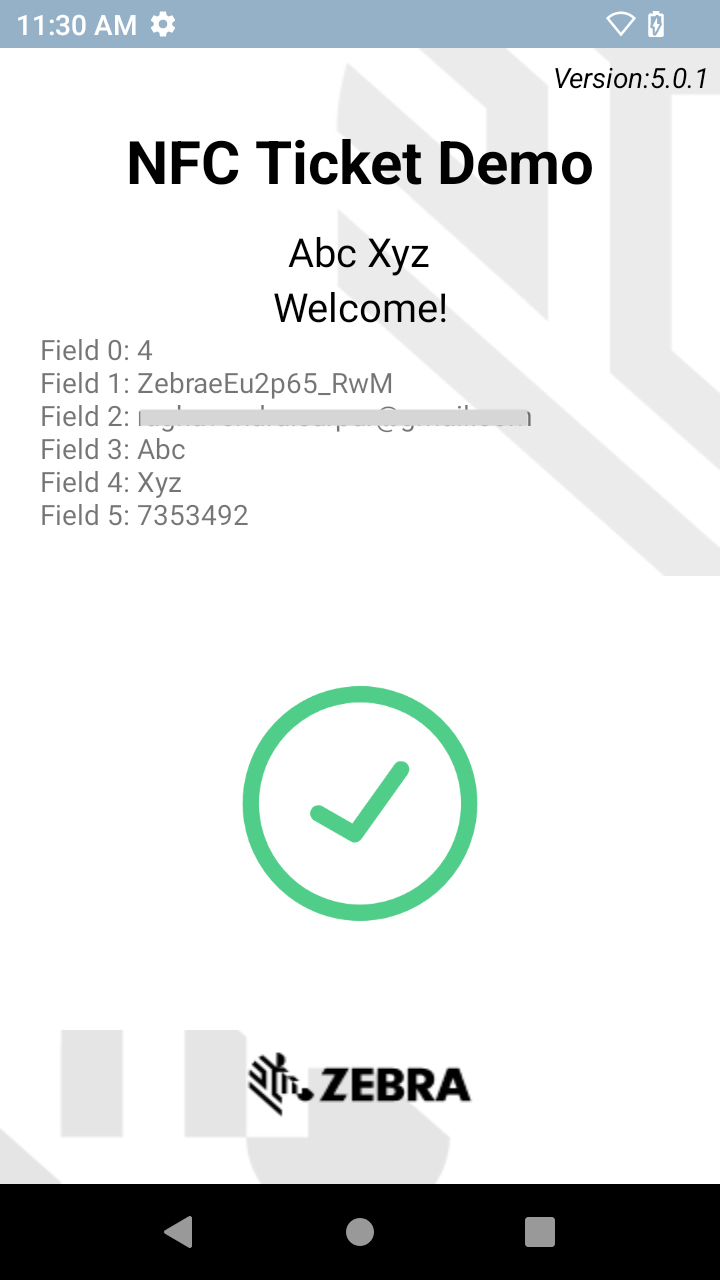 11:30 AM
Version:5.0.1
NFC Ticket Demo
Abc Xyz
Welcome!
Field 0: 4
Field 1: ZebraeEu2p65_RwM
Field 2:
Field 3: Abc
Field 4: Xyz
Field 5: 7353492
ZEBRA